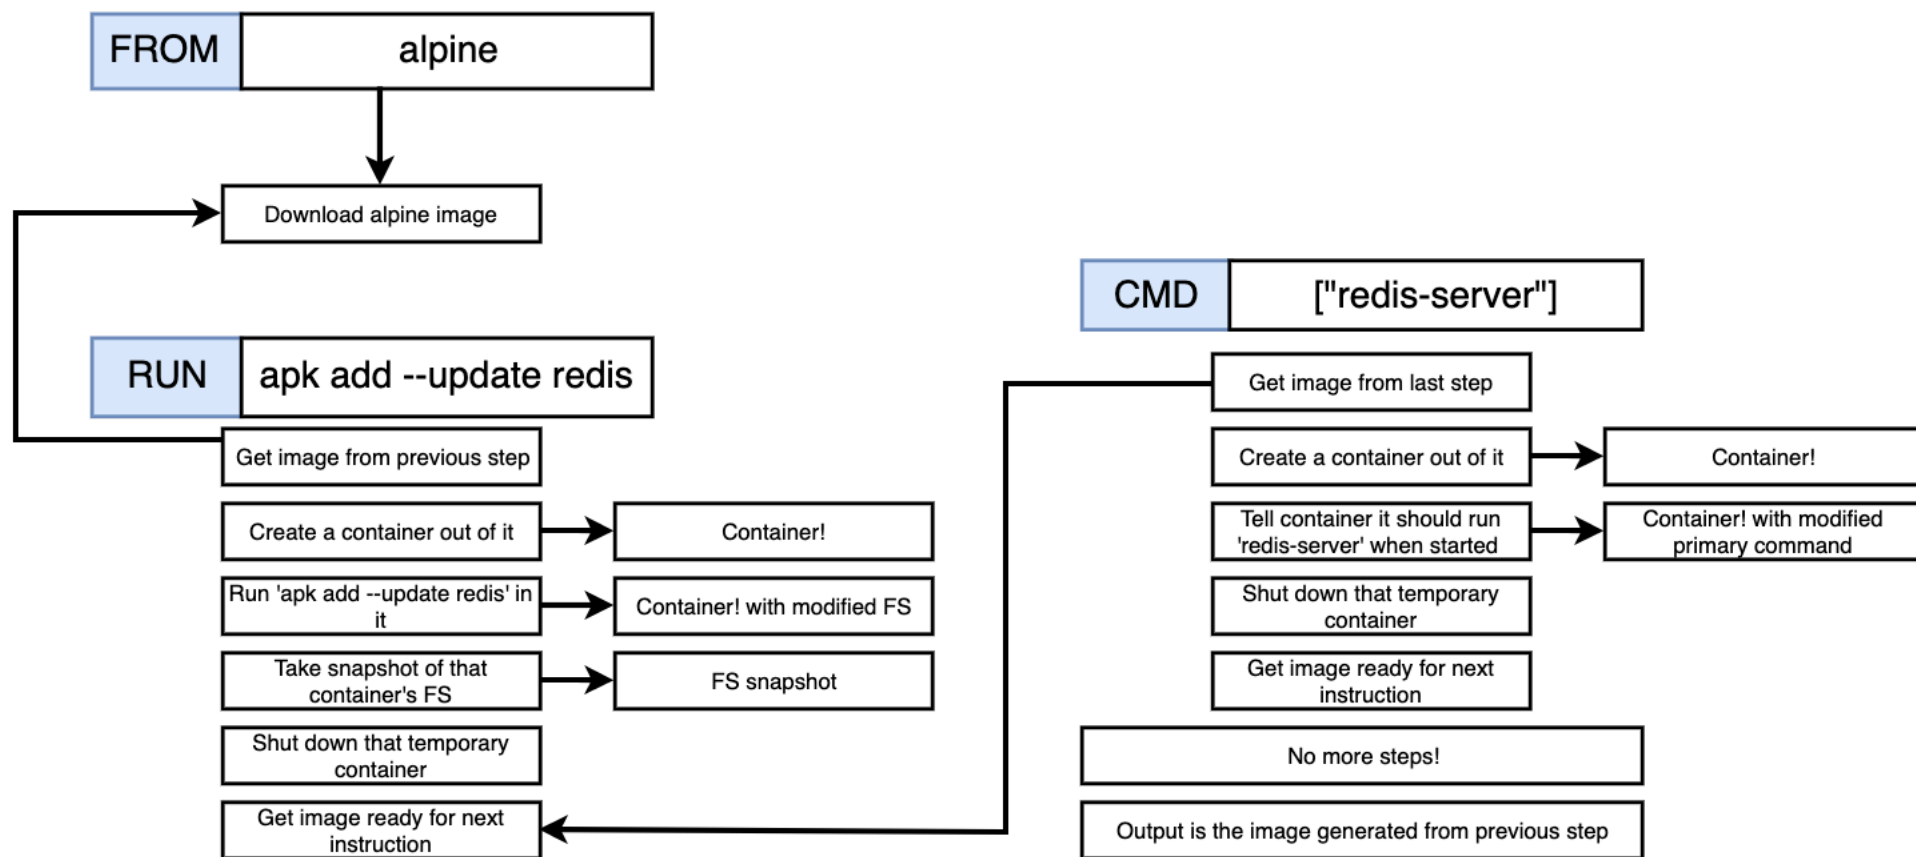 FROM alpine
Download alpine image
RUN apk add --update redis
Get image from previous step
Create a container out of it
Container!
Run 'apk add --update redis' in
it
Container! with modified FS
Take snapshot of that
container's FS
FS snapshot
Shut down that temporary
container
Get image ready for next
instruction
CMD ["redis-server"]
Get image from last step
Create a container out of it
Container!
Tell container it should run
'redis-server' when started
Container! with modified
primary command
Shut down that temporary
container
Get image ready for next
instruction
No more steps!
Output is the image generated from previous step